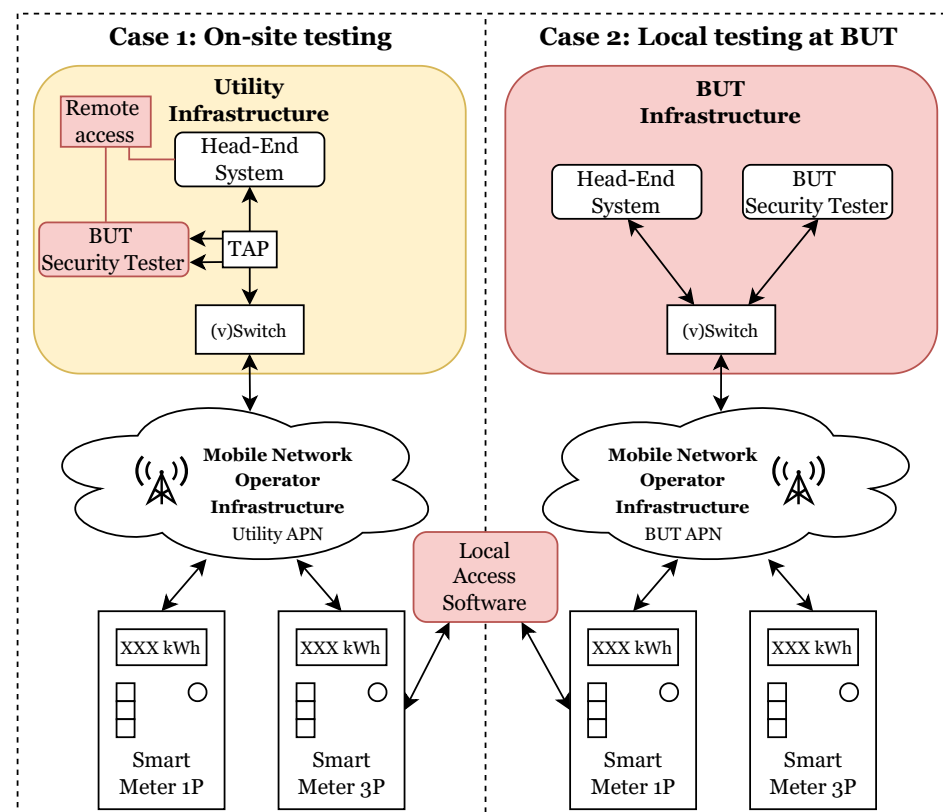 Case 1: On-site testing
Utility
Infrastructure
Remote
access
Head-End
System
BUT
Security Tester
TAP
(v)Switch
Mobile Network
Operator
Infrastructure
Utility APN
XXX kWh
Smart
Meter 1P
XXX kWh
Smart
Meter 3P
Local
Access
Software
Case 2: Local testing at BUT
BUT
Infrastructure
Head-End
System
BUT
Security Tester
(v)Switch
Mobile Network
Operator
Infrastructure
BUT APN
XXX kWh
Smart
Meter 1P
XXX kWh
Smart
Meter 3P